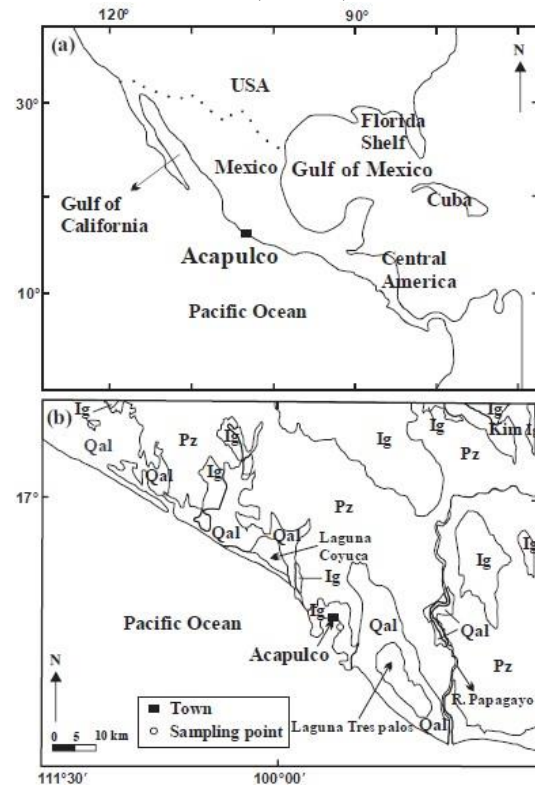 120°
90°
(a)
N
USA
30°
Florida
Shelf
Mexico
Gulf of Mexico
Gulf of
California
Cuba
Acapulco
Central
America
10°
Pacific Ocean
(b)
Ig
Ig
Ig
Ig
Ig
Kim
Ig
Qal
Pz
Pz
Qal
Ig
17°
Pz
Qal
Qal
Laguna
Coyuca
Ig
Ig
Ig
Ig
Pacific Ocean
Qal
Qal
Acapulco
Pz
N
R. Papagayo
Town
Sampling point
Laguna Tres palos
Qal
0 5 10 km
111°30′
100°00′